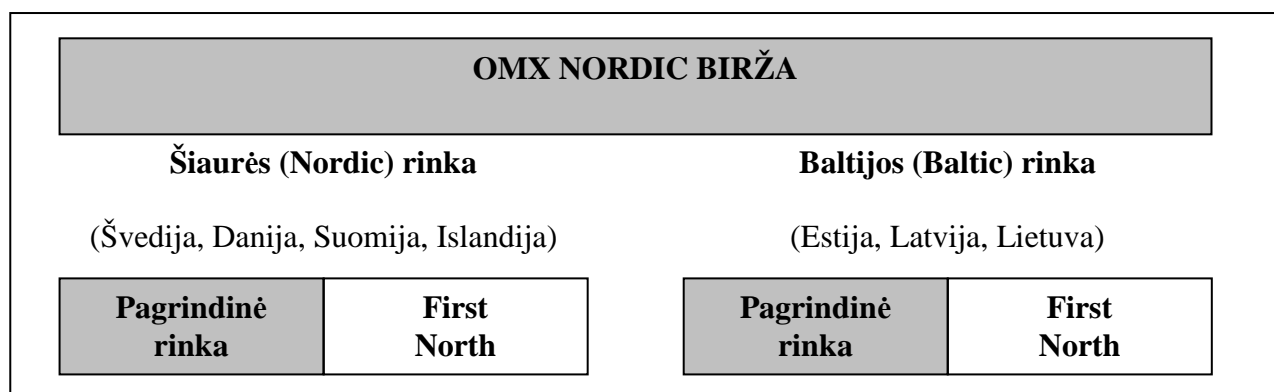 OMX NORDIC BIRŽA
Šiaurės (Nordic) rinka
Baltijos (Baltic) rinka
(Švedija, Danija, Suomija, Islandija)
(Estija, Latvija, Lietuva)
Pagrindinė
rinka
First
North
Pagrindinė
rinka
First
North